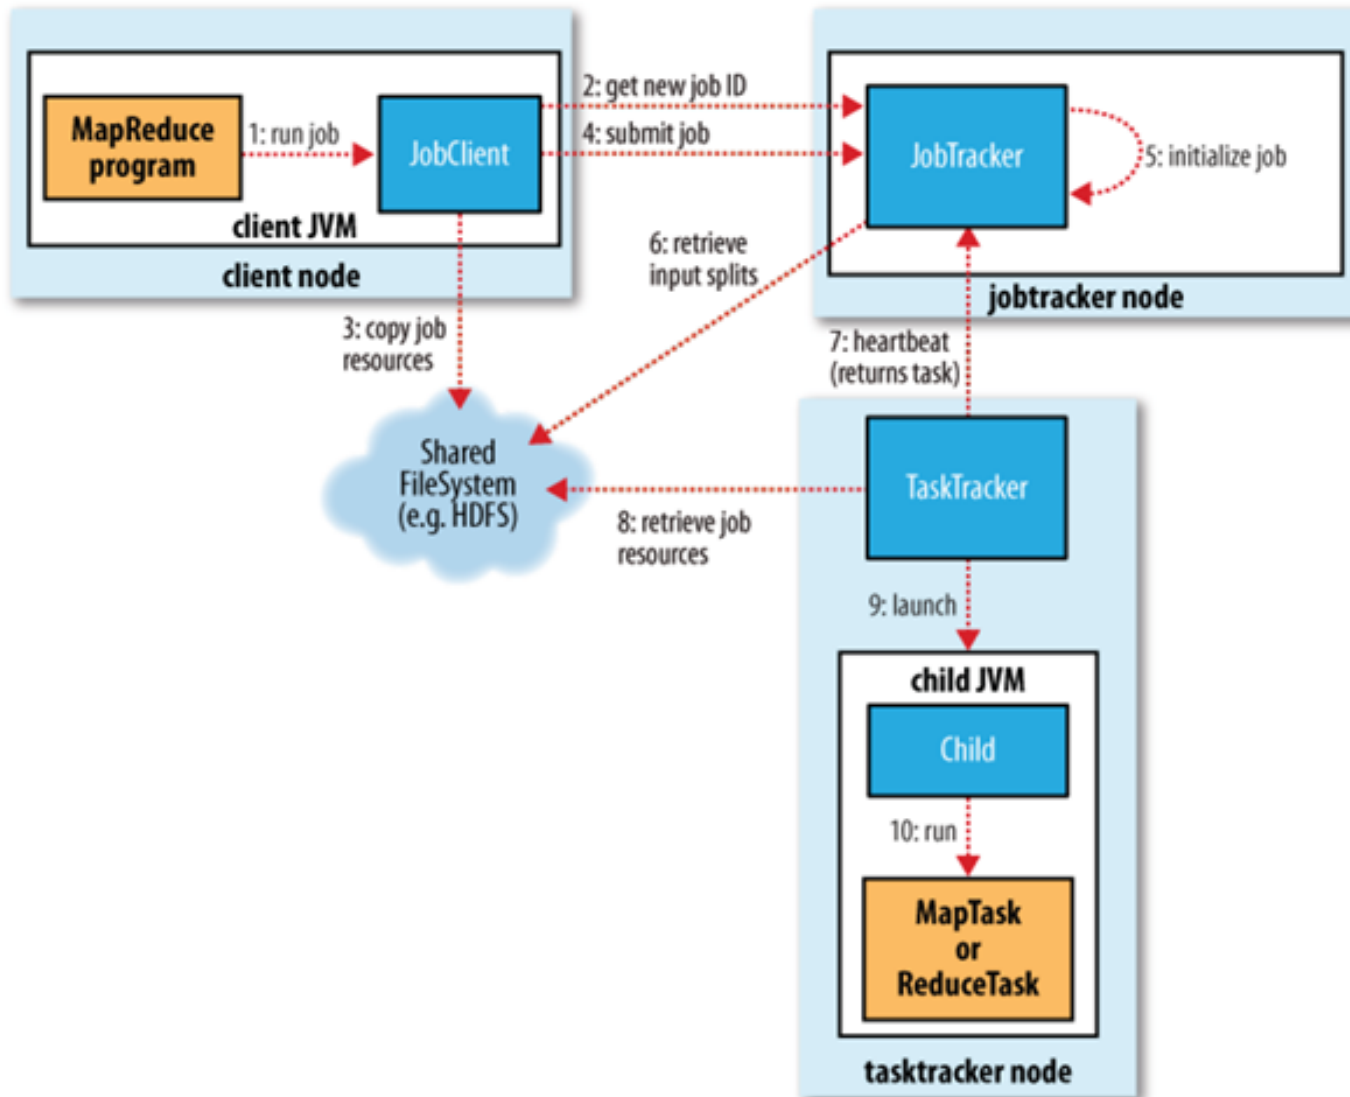 MapReduce
program
1: run job
JobClient
client JVM
client node
2: get new job ID
4: submit job
JobTracker
5: initialize job
jobtracker node
6: retrieve
input splits
3: copy job
resources
7: heartbeat
(returns task)
Shared
FileSystem
(e.g. HDFS)
TaskTracker
8: retrieve job
resources
9: launch
child JVM
Child
10: run
MapTask
or
ReduceTask
tasktracker node